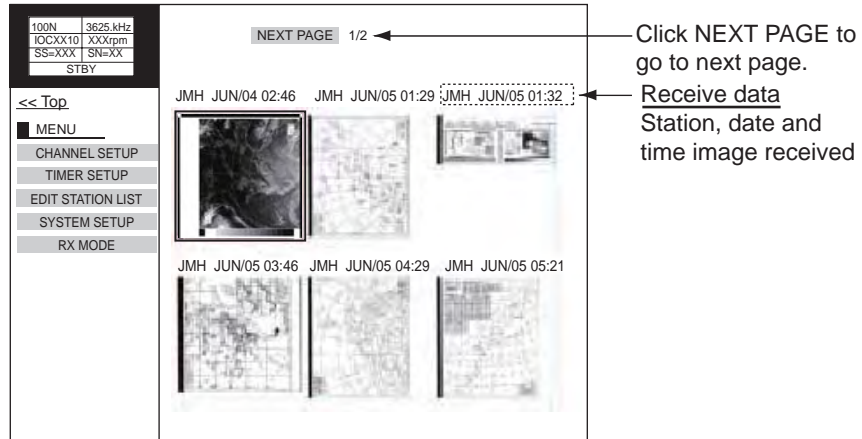 100N 3625.kHz
IOCXX10 XXXrpm
SS=XXX SN=XX
STBY
<< Top
MENU
CHANNEL SETUP
TIMER SETUP
EDIT STATION LIST
SYSTEM SETUP
RX MODE
NEXT PAGE 1/2
JMH JUN/04 02:46 JMH JUN/05 01:29 JMH JUN/05 01:32
JMH JUN/05 03:46 JMH JUN/05 04:29 JMH JUN/05 05:21
Click NEXT PAGE to
go to next page.
Receive data
Station, date and
time image received